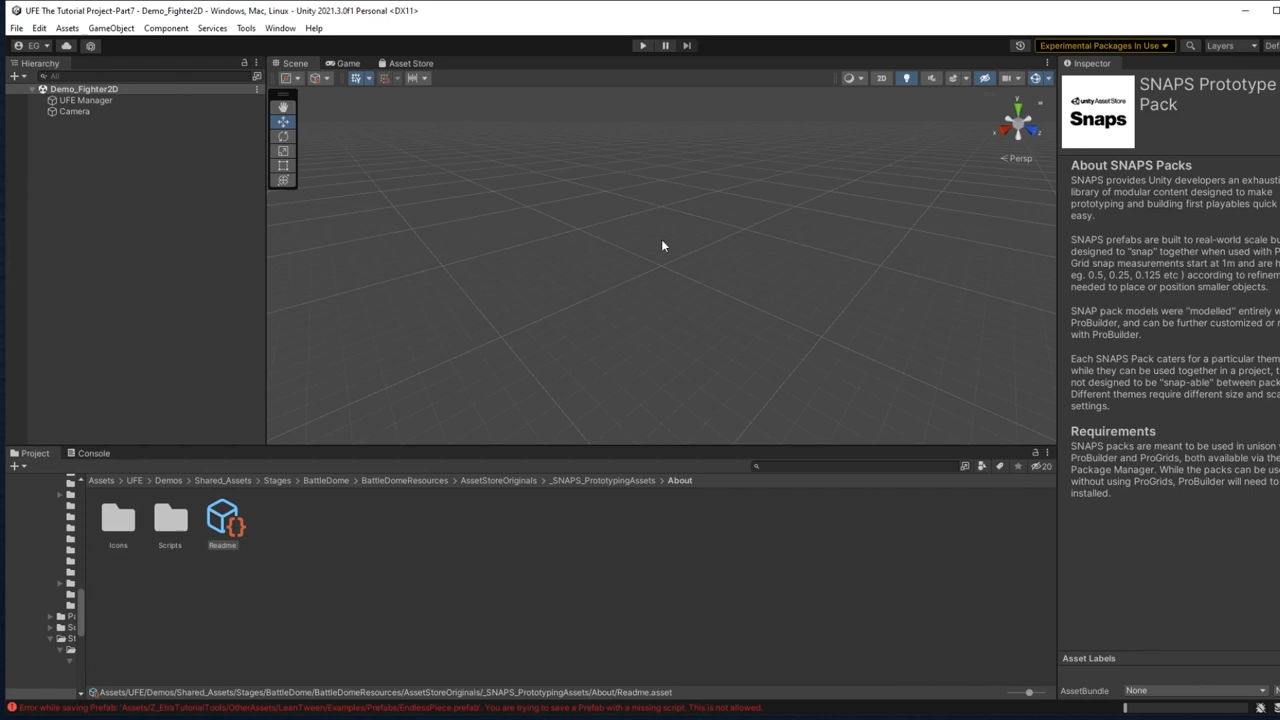 UFE The Tutorial Project-Part7 - Demo_Fighter2D - Windows, Mac, Linux - Unity 2021.3.0f1 Personal <DX11>
File Edit Assets GameObject Component Services Tools Window Help
EG Experimental Packages In Use Layers Def
Hierarchy Scene Game Asset Store Inspector
All 2D
Demo_Fighter2D
UFE Manager
Camera
y
x z
Persp
unity AssetStore
Snaps
SNAPS Prototype
Pack
About SNAPS Packs
SNAPS provides Unity developers an exhausti
library of modular content designed to make
prototyping and building first playables quick
easy.
SNAPS prefabs are built to real-world scale bu
designed to "snap" together when used with P
Grid snap measurements start at 1m and are h
eg. 0.5, 0.25, 0.125 etc ) according to refinem
needed to place or position smaller objects.
SNAP pack models were "modelled" entirely w
ProBuilder, and can be further customized or r
with ProBuilder.
Each SNAPS Pack caters for a particular them
while they can be used together in a project, t
not designed to be "snap-able" between pack
Different themes require different size and sca
settings.
Requirements
SNAPS packs are meant to be used in unison w
ProBuilder and ProGrids, both available via the
Package Manager. While the packs can be use
without using ProGrids, ProBuilder will need to
installed.
Project Console
20
Assets UFE Demos Shared_Assets Stages BattleDome BattleDomeResources AssetStoreOriginals _SNAPS_PrototypingAssets About
Icons Scripts Readme
Pa
Sc
St
Assets/UFE/Demos/Shared_Assets/Stages/BattleDome/BattleDomeResources/AssetStoreOriginals/_SNAPS_PrototypingAssets/About/Readme.asset
Asset Labels
AssetBundle None N
Error while saving Prefab: 'Assets/Z_EtraTutorialTools/OtherAssets/LeanTween/Examples/Prefabs/EndlessPiece.prefab'. You are trying to save a Prefab with a missing script. This is not allowed.